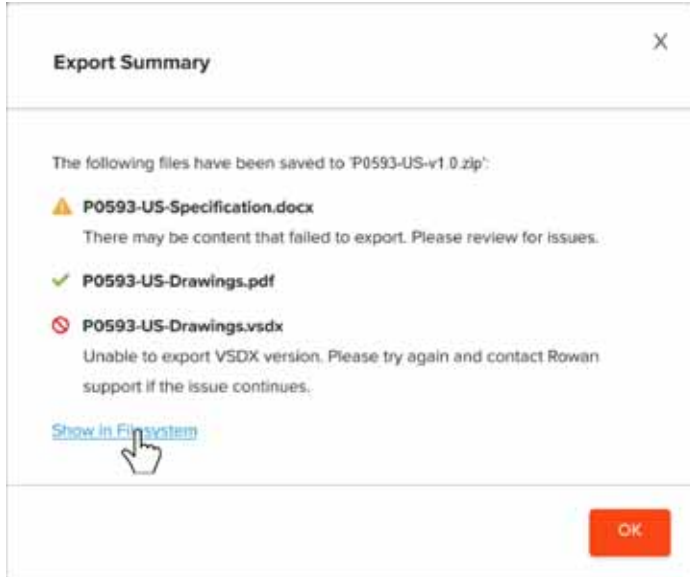 X
Export Summary
The following files have been saved to 'P0593-US-v1.0.zip':
P0593-US-Specification.docx
There may be content that failed to export. Please review for issues.
P0593-US-Drawings.pdf
P0593-US-Drawings.vsdx
Unable to export VSDX version. Please try again and contact Rowan
support if the issue continues.
Show in Filesystem
OK